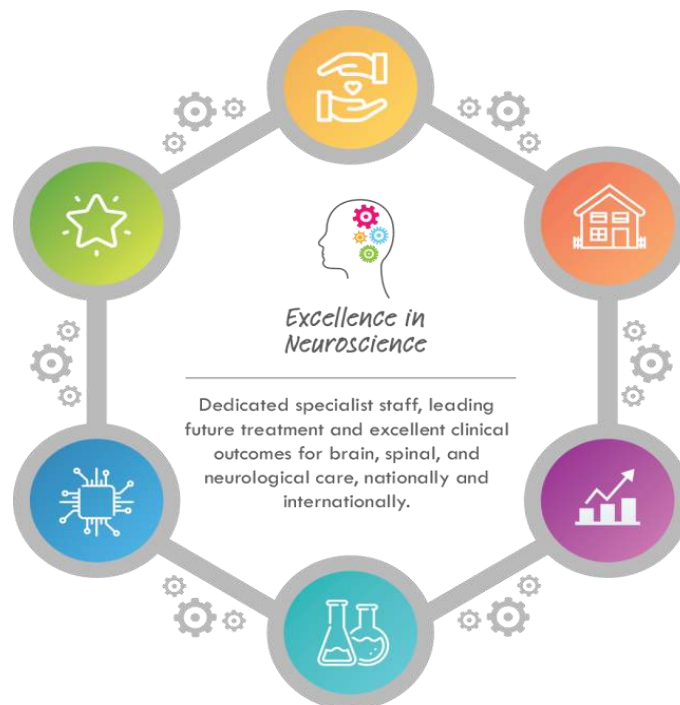 Excellence in
Neuroscience
Dedicated specialist staff, leading
future treatment and excellent clinical
outcomes for brain, spinal, and
neurological care, nationally and
internationally.